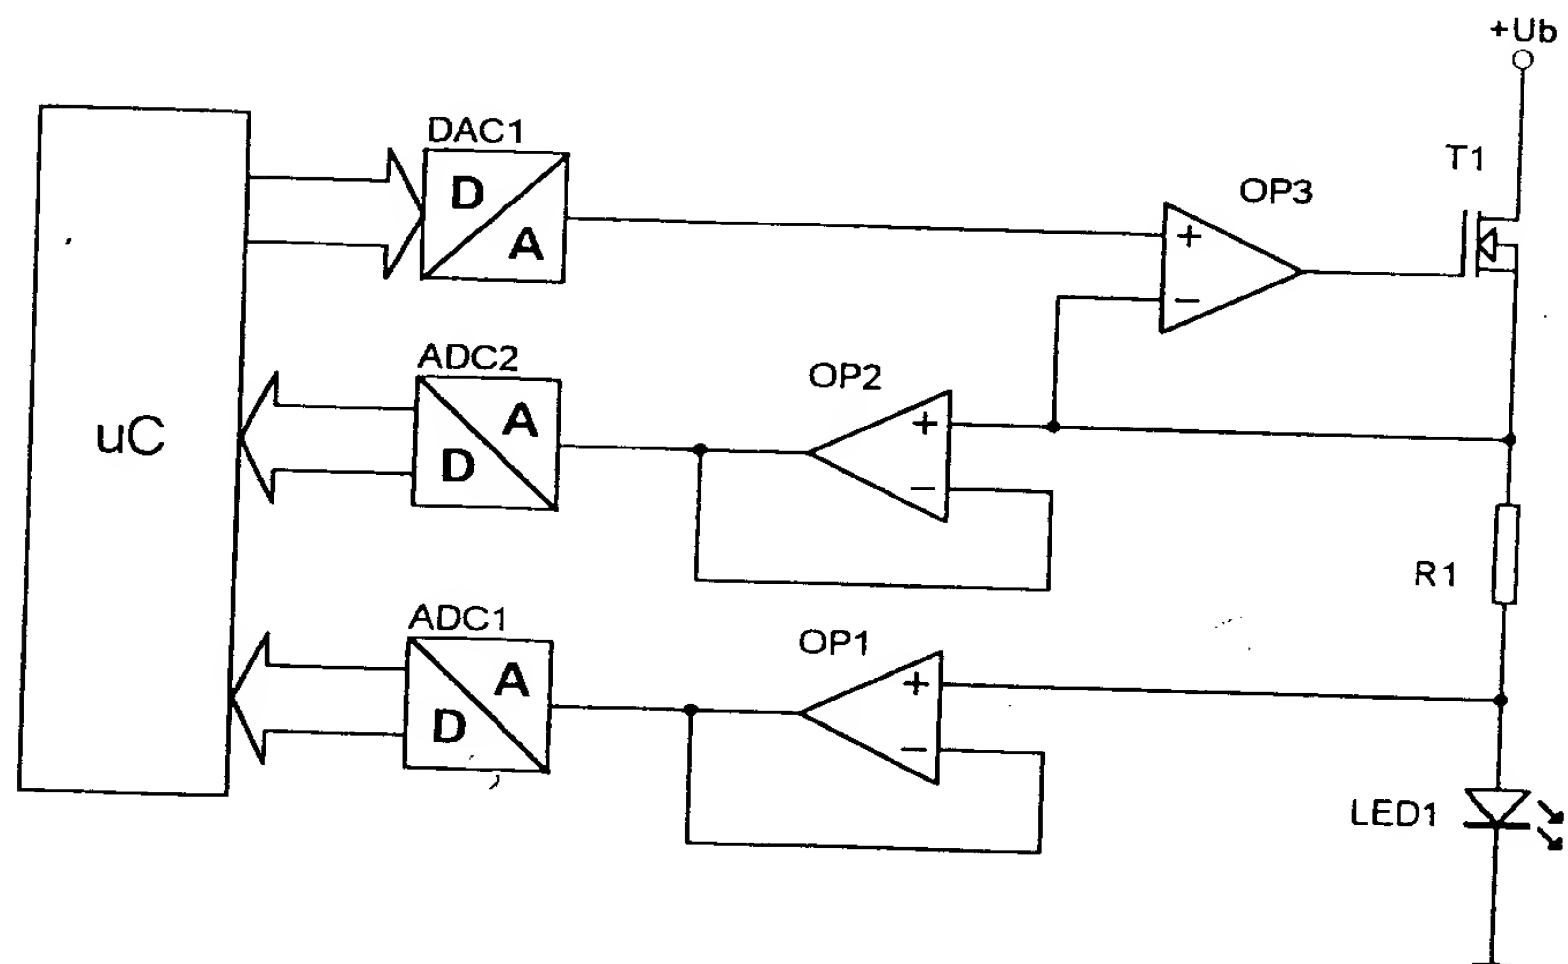 +Ub
DAC1
T1
D
OP3
A
+
−
ADC2
OP2
A
+
uC
D
−
R1
ADC1
OP1
A
+
D
−
LED1